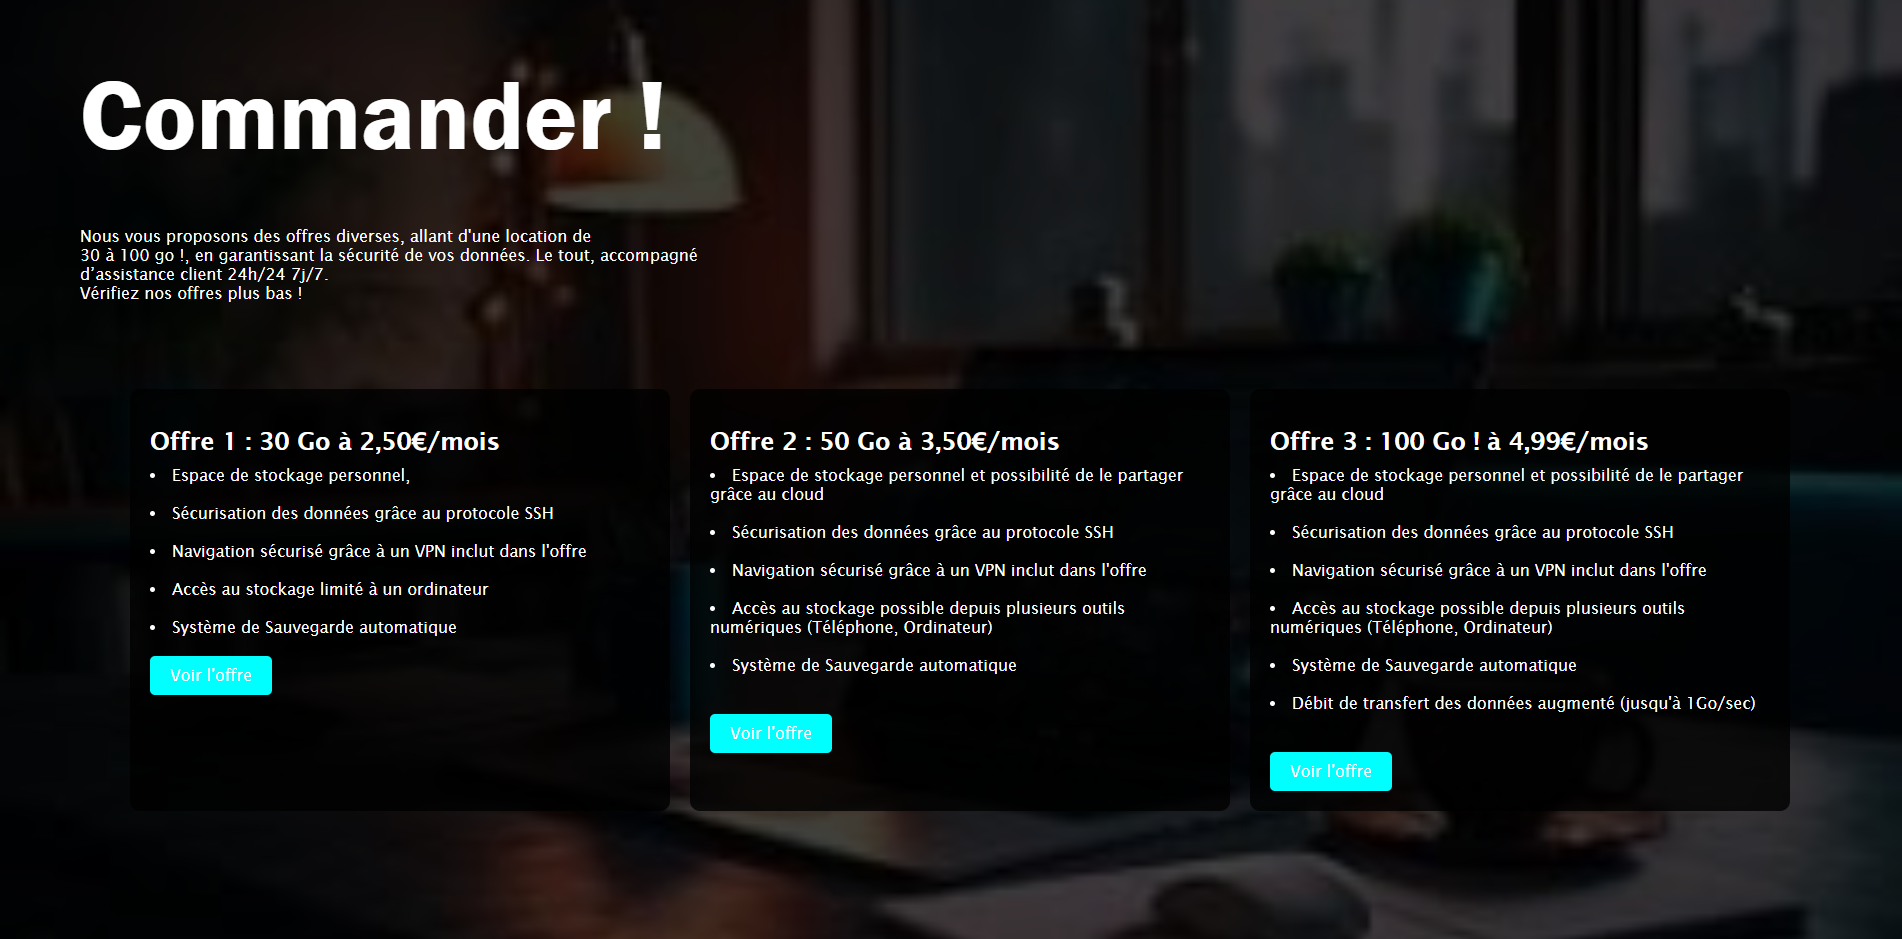 Commander !
Nous vous proposons des offres diverses, allant d'une location de
30 à 100 go !, en garantissant la sécurité de vos données. Le tout, accompagné
d’assistance client 24h/24 7j/7.
Vérifiez nos offres plus bas !
Offre 1 : 30 Go à 2,50€/mois
• Espace de stockage personnel,
• Sécurisation des données grâce au protocole SSH
• Navigation sécurisé grâce à un VPN inclut dans l'offre
• Accès au stockage limité à un ordinateur
• Système de Sauvegarde automatique
Voir l'offre
Offre 2 : 50 Go à 3,50€/mois
• Espace de stockage personnel et possibilité de le partager
grâce au cloud
• Sécurisation des données grâce au protocole SSH
• Navigation sécurisé grâce à un VPN inclut dans l'offre
• Accès au stockage possible depuis plusieurs outils
numériques (Téléphone, Ordinateur)
• Système de Sauvegarde automatique
Voir l'offre
Offre 3 : 100 Go ! à 4,99€/mois
• Espace de stockage personnel et possibilité de le partager
grâce au cloud
• Sécurisation des données grâce au protocole SSH
• Navigation sécurisé grâce à un VPN inclut dans l'offre
• Accès au stockage possible depuis plusieurs outils
numériques (Téléphone, Ordinateur)
• Système de Sauvegarde automatique
• Débit de transfert des données augmenté (jusqu'à 1Go/sec)
Voir l'offre